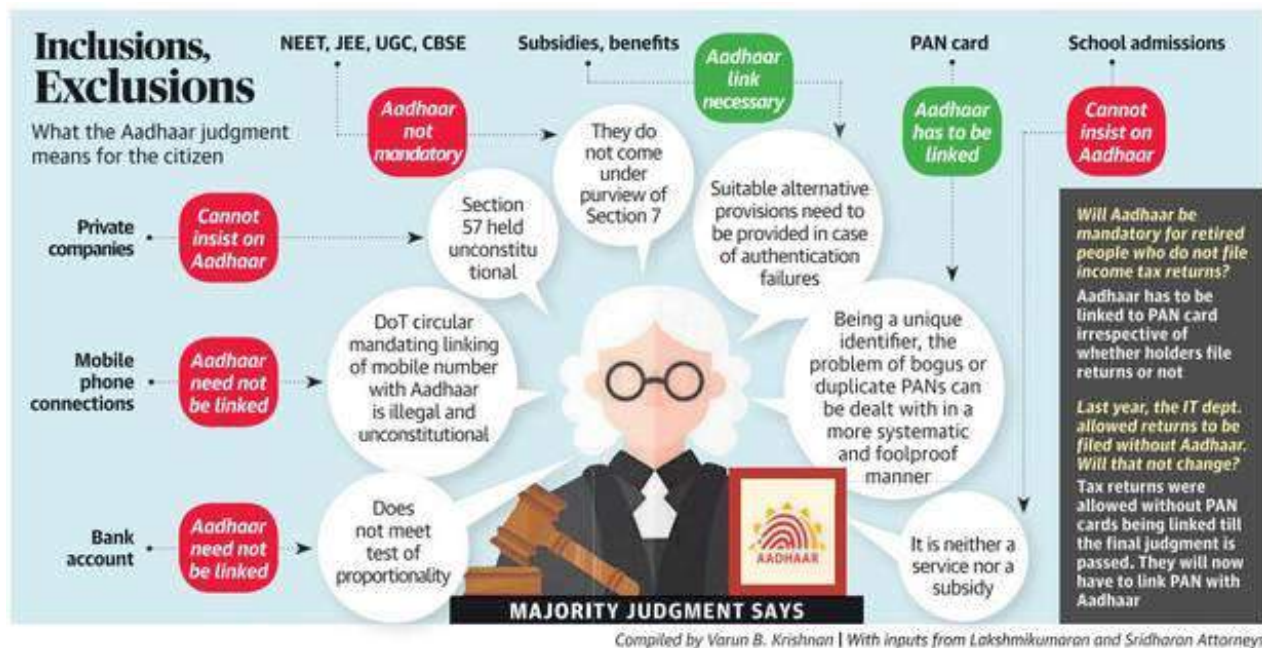 Inclusions,
Exclusions
What the Aadhaar judgment
means for the citizen
NEET, JEE, UGC, CBSE
Aadhaar
not
mandatory
They do
not come
under
purview of
Section 7
Subsidies, benefits
Aadhaar
link
necessary
Suitable alternative
provisions need to
be provided in case
of authentication
failures
PAN card
Aadhaar
has to be
linked
Being a unique
identifier, the
problem of bogus or
duplicate PANs can
be dealt with in a
more systematic
and foolproof
manner
School admissions
Cannot
insist on
Aadhaar
It is neither a
service nor a
subsidy
Private
companies
Cannot
insist on
Aadhaar
Section
57 held
unconstitu
tional
Mobile
phone
connections
Aadhaar
need not
be linked
DoT circular
mandating linking
of mobile number
with Aadhaar
is illegal and
unconstitutional
Bank
account
Aadhaar
need not
be linked
Does
not meet
test of
proportionality
AADHAAR
MAJORITY JUDGMENT SAYS
Will Aadhaar be
mandatory for retired
people who do not file
income tax returns?
Aadhaar has to be
linked to PAN card
irrespective of
whether holders file
returns or not
Last year, the IT dept.
allowed returns to be
filed without Aadhaar.
Will that not change?
Tax returns were
allowed without PAN
cards being linked till
the final judgment is
passed. They will now
have to link PAN with
Aadhaar
Compiled by Varun B. Krishnan | With inputs from Lakshmikumaran and Sridharan Attorneys